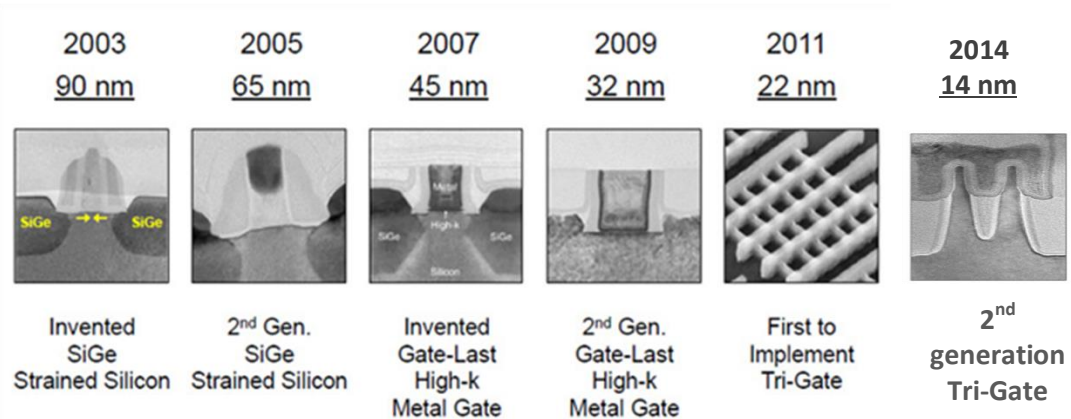 2003
90 nm
2005
65 nm
2007
45 nm
2009
32 nm
2011
22 nm
2014
14 nm
SiGe
SiGe
Metal
High-k
SiGe
SiGe
Silicon
Invented
SiGe
Strained Silicon
2nd Gen.
SiGe
Strained Silicon
Invented
Gate-Last
High-k
Metal Gate
2nd Gen.
Gate-Last
High-k
Metal Gate
First to
Implement
Tri-Gate
2nd
generation
Tri-Gate